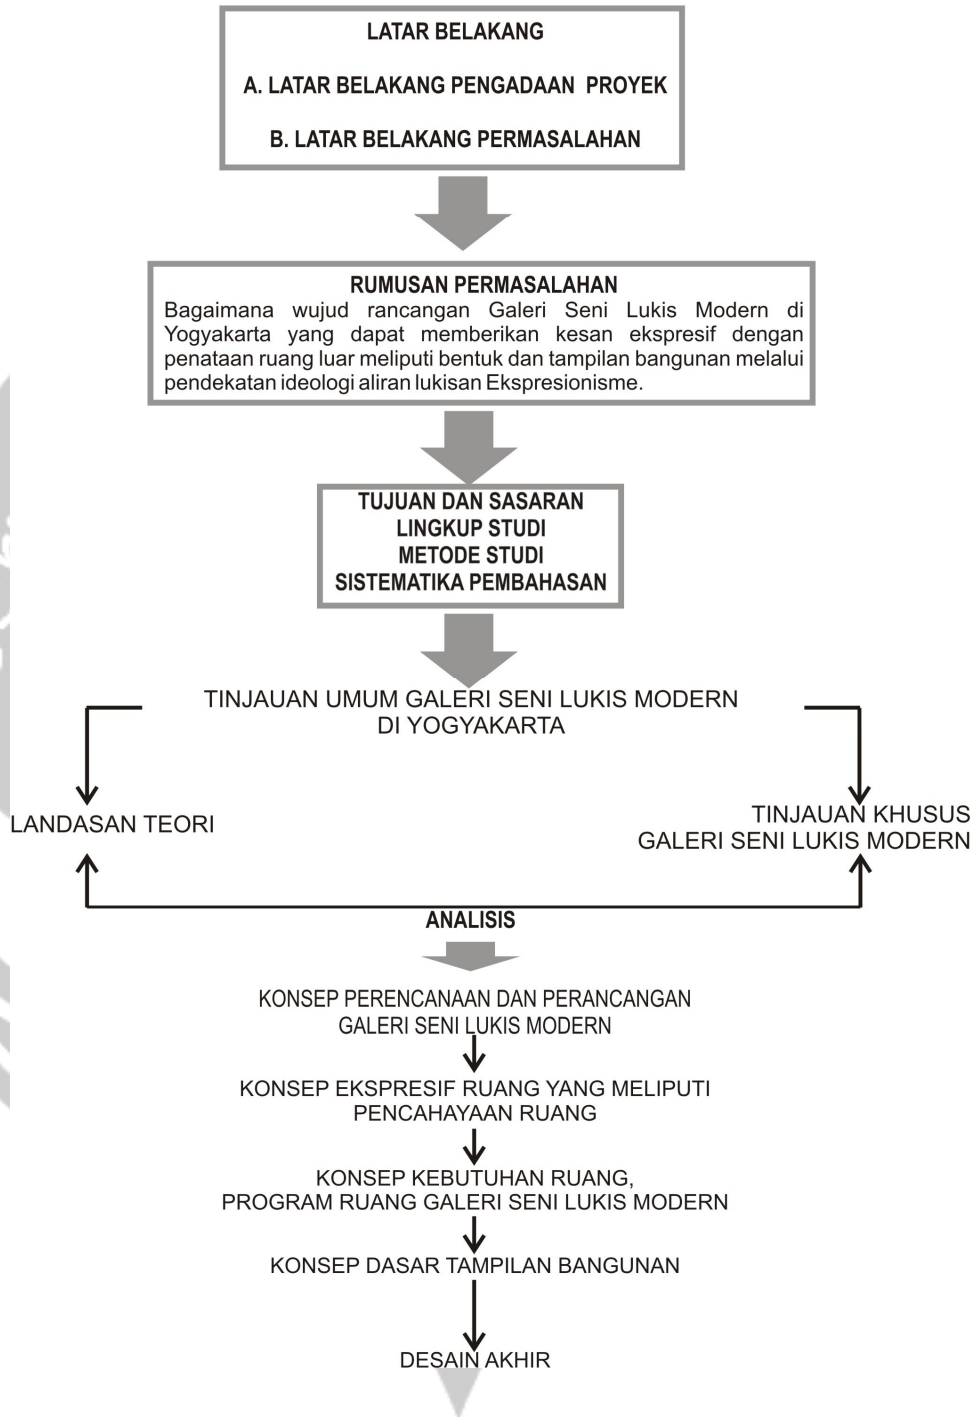 LATAR BELAKANG
A. LATAR BELAKANG PENGADAAN PROYEK
B. LATAR BELAKANG PERMASALAHAN
RUMUSAN PERMASALAHAN
Bagaimana wujud rancangan Galeri Seni Lukis Modern di
Yogyakarta yang dapat memberikan kesan ekspresif dengan
penataan ruang luar meliputi bentuk dan tampilan bangunan melalui
pendekatan ideologi aliran lukisan Ekspresionisme.
TUJUAN DAN SASARAN
LINGKUP STUDI
METODE STUDI
SISTEMATIKA PEMBAHASAN
TINJAUAN UMUM GALERI SENI LUKIS MODERN
DI YOGYAKARTA
LANDASAN TEORI
TINJAUAN KHUSUS
GALERI SENI LUKIS MODERN
ANALISIS
KONSEP PERENCANAAN DAN PERANCANGAN
GALERI SENI LUKIS MODERN
KONSEP EKSPRESIF RUANG YANG MELIPUTI
PENCAHAYAAN RUANG
KONSEP KEBUTUHAN RUANG,
PROGRAM RUANG GALERI SENI LUKIS MODERN
KONSEP DASAR TAMPILAN BANGUNAN
DESAIN AKHIR